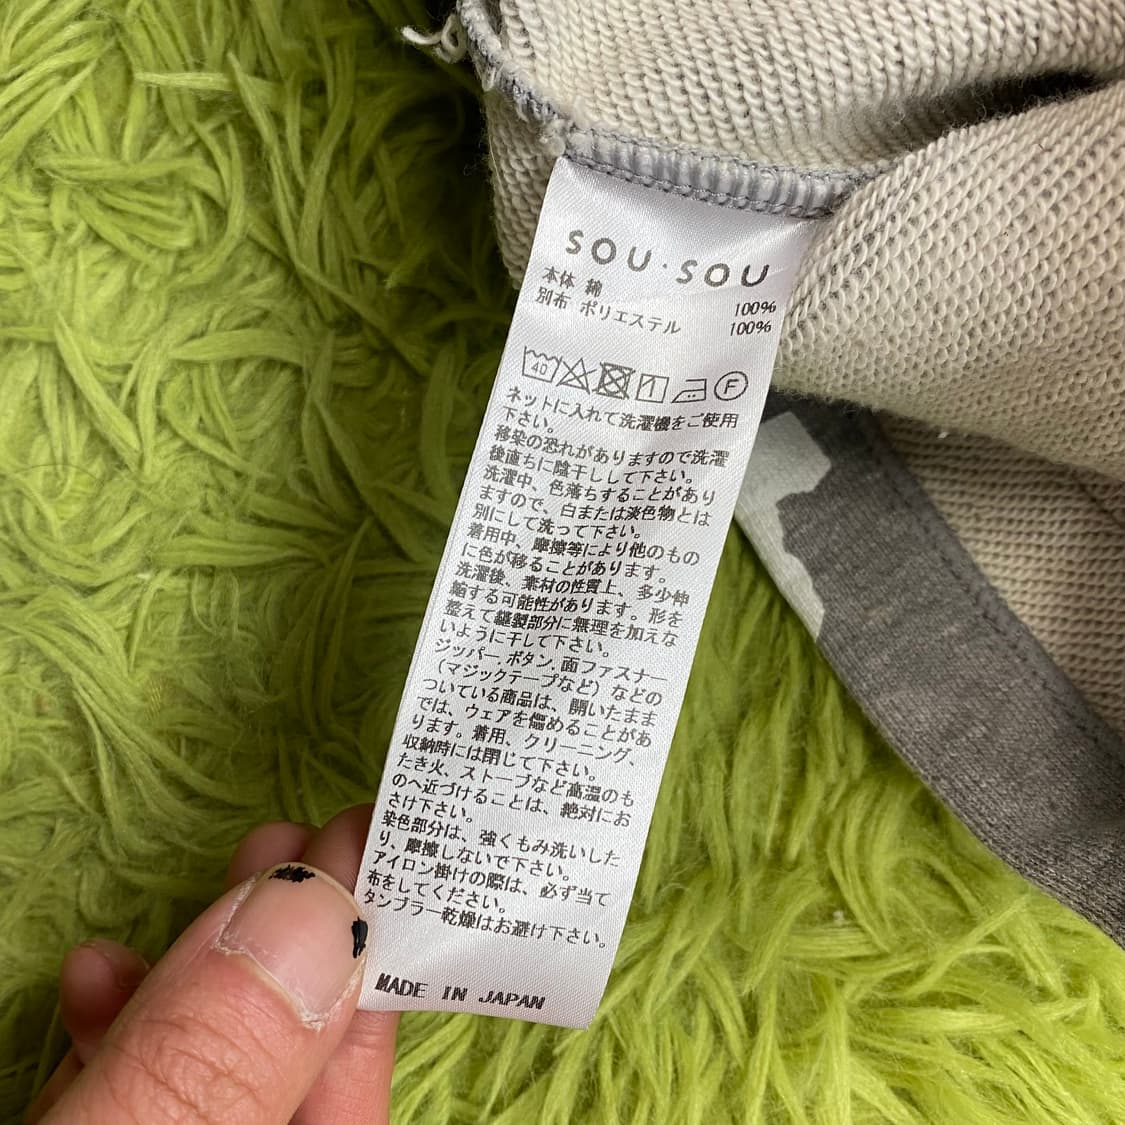 SOU・SOU
本体 綿 100%
別布 ポリエステル 100%
40 F
ネットに入れて洗濯機をご使用
下さい。
移染の恐れがありますので洗濯
後直ちに陰干しして下さい。
洗濯中、色落ちすることがあり
ますので、白または淡色物とは
別にして洗って下さい。
着用中、摩擦等により他のもの
に色が移ることがあります。
洗濯後、素材の性質上、多少伸
縮する可能性があります。形を
整えて縫製部分に無理を加えな
いように干して下さい。
ジッパー.ボタン.面ファスナー
（マジックテープなど）などの
ついている商品は、開いたまま
では、ウェアを傷めることがあ
ります。着用、クリーニング、
収納時には閉じて下さい。
たき火、ストーブなど高温のも
のへ近づけることは、絶対にお
さけ下さい。
染色部分は、強くもみ洗いした
り、摩擦しないで下さい。
アイロン掛けの際は、必ず当て
布をしてください。
タンブラー乾燥はお避け下さい。
MADE IN JAPAN